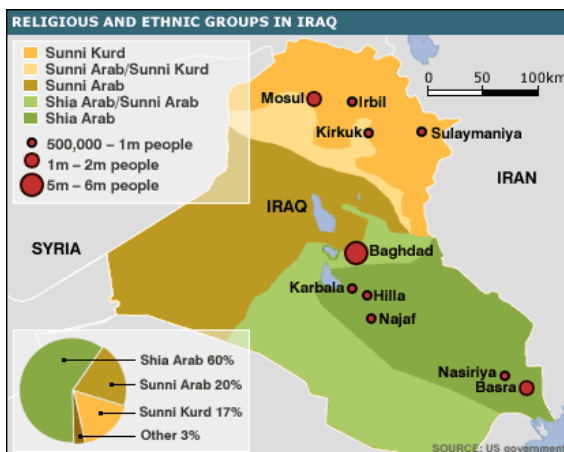 RELIGIOUS AND ETHNIC GROUPS IN IRAQ
Sunni Kurd
Sunni Arab/Sunni Kurd
Sunni Arab
Shia Arab/Sunni Arab
Shia Arab
500,000 – 1m people
1m – 2m people
5m – 6m people
0 50 100km
Mosul
Irbil
Kirkuk
Sulaymaniya
IRAN
IRAQ
SYRIA
Baghdad
Karbala
Hilla
Najaf
Nasiriya
Basra
Shia Arab 60%
Sunni Arab 20%
Sunni Kurd 17%
Other 3%
SOURCE: US government